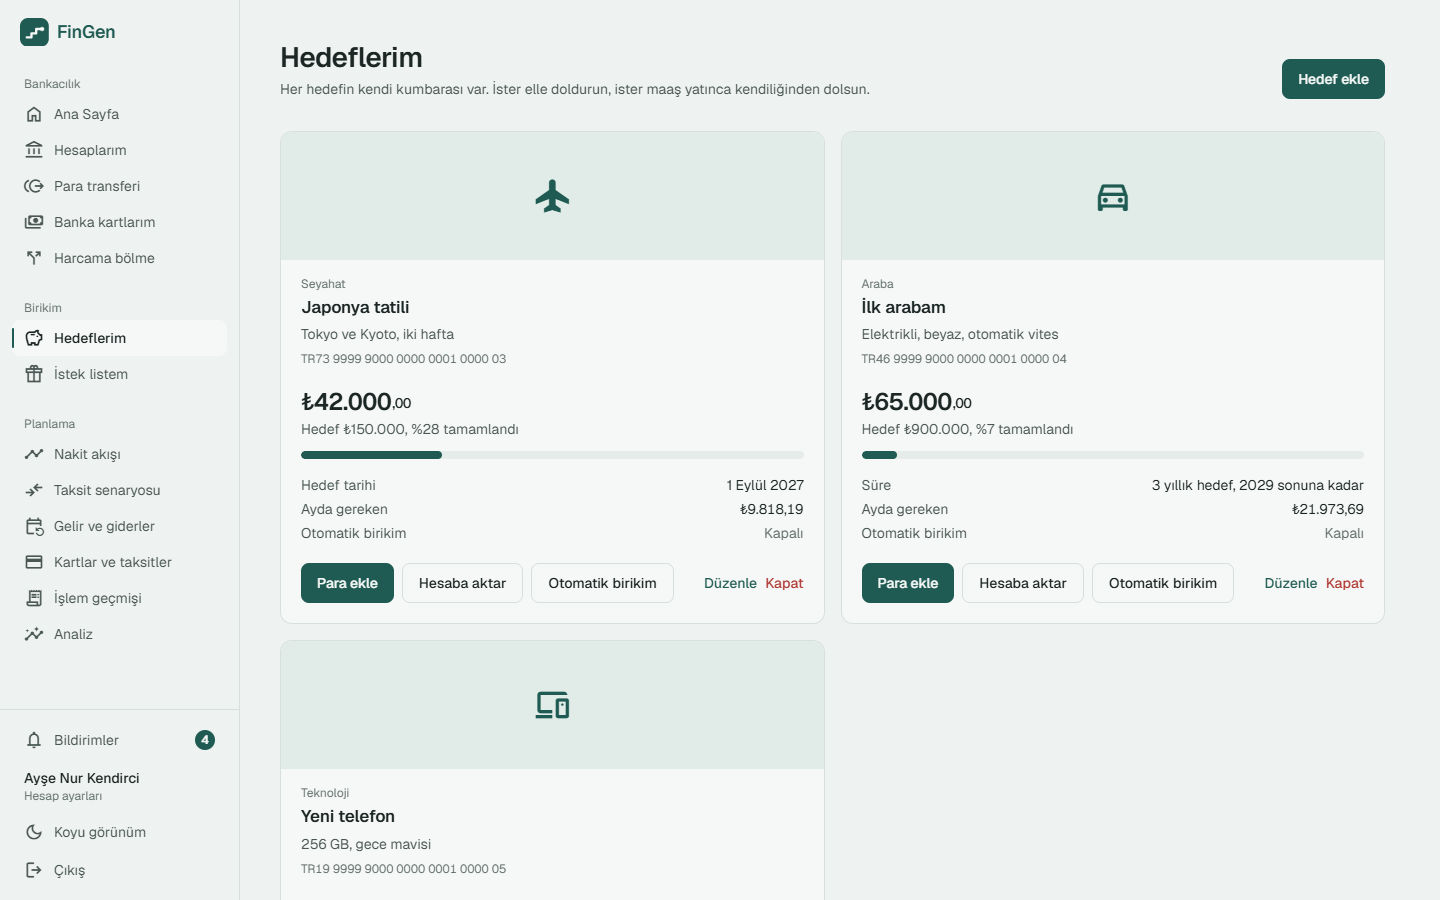 FinGen
Bankacılık
Ana Sayfa
Hesaplarım
Para transferi
Banka kartlarım
Harcama bölme
Birikim
Hedeflerim
İstek listem
Planlama
Nakit akışı
Taksit senaryosu
Gelir ve giderler
Kartlar ve taksitler
İşlem geçmişi
Analiz
Bildirimler
4
Ayşe Nur Kendirci
Hesap ayarları
Koyu görünüm
Çıkış
Hedeflerim
Her hedefin kendi kumbarası var. İster elle doldurun, ister maaş yatınca kendiliğinden dolsun.
Hedef ekle
Seyahat
Japonya tatili
Tokyo ve Kyoto, iki hafta
TR73 9999 9000 0000 0001 0000 03
₺42.000,00
Hedef ₺150.000, %28 tamamlandı
Hedef tarihi 1 Eylül 2027
Ayda gereken ₺9.818,19
Otomatik birikim Kapalı
Para ekle Hesaba aktar Otomatik birikim Düzenle Kapat
Araba
İlk arabam
Elektrikli, beyaz, otomatik vites
TR46 9999 9000 0000 0001 0000 04
₺65.000,00
Hedef ₺900.000, %7 tamamlandı
Süre 3 yıllık hedef, 2029 sonuna kadar
Ayda gereken ₺21.973,69
Otomatik birikim Kapalı
Para ekle Hesaba aktar Otomatik birikim Düzenle Kapat
Teknoloji
Yeni telefon
256 GB, gece mavisi
TR19 9999 9000 0000 0001 0000 05